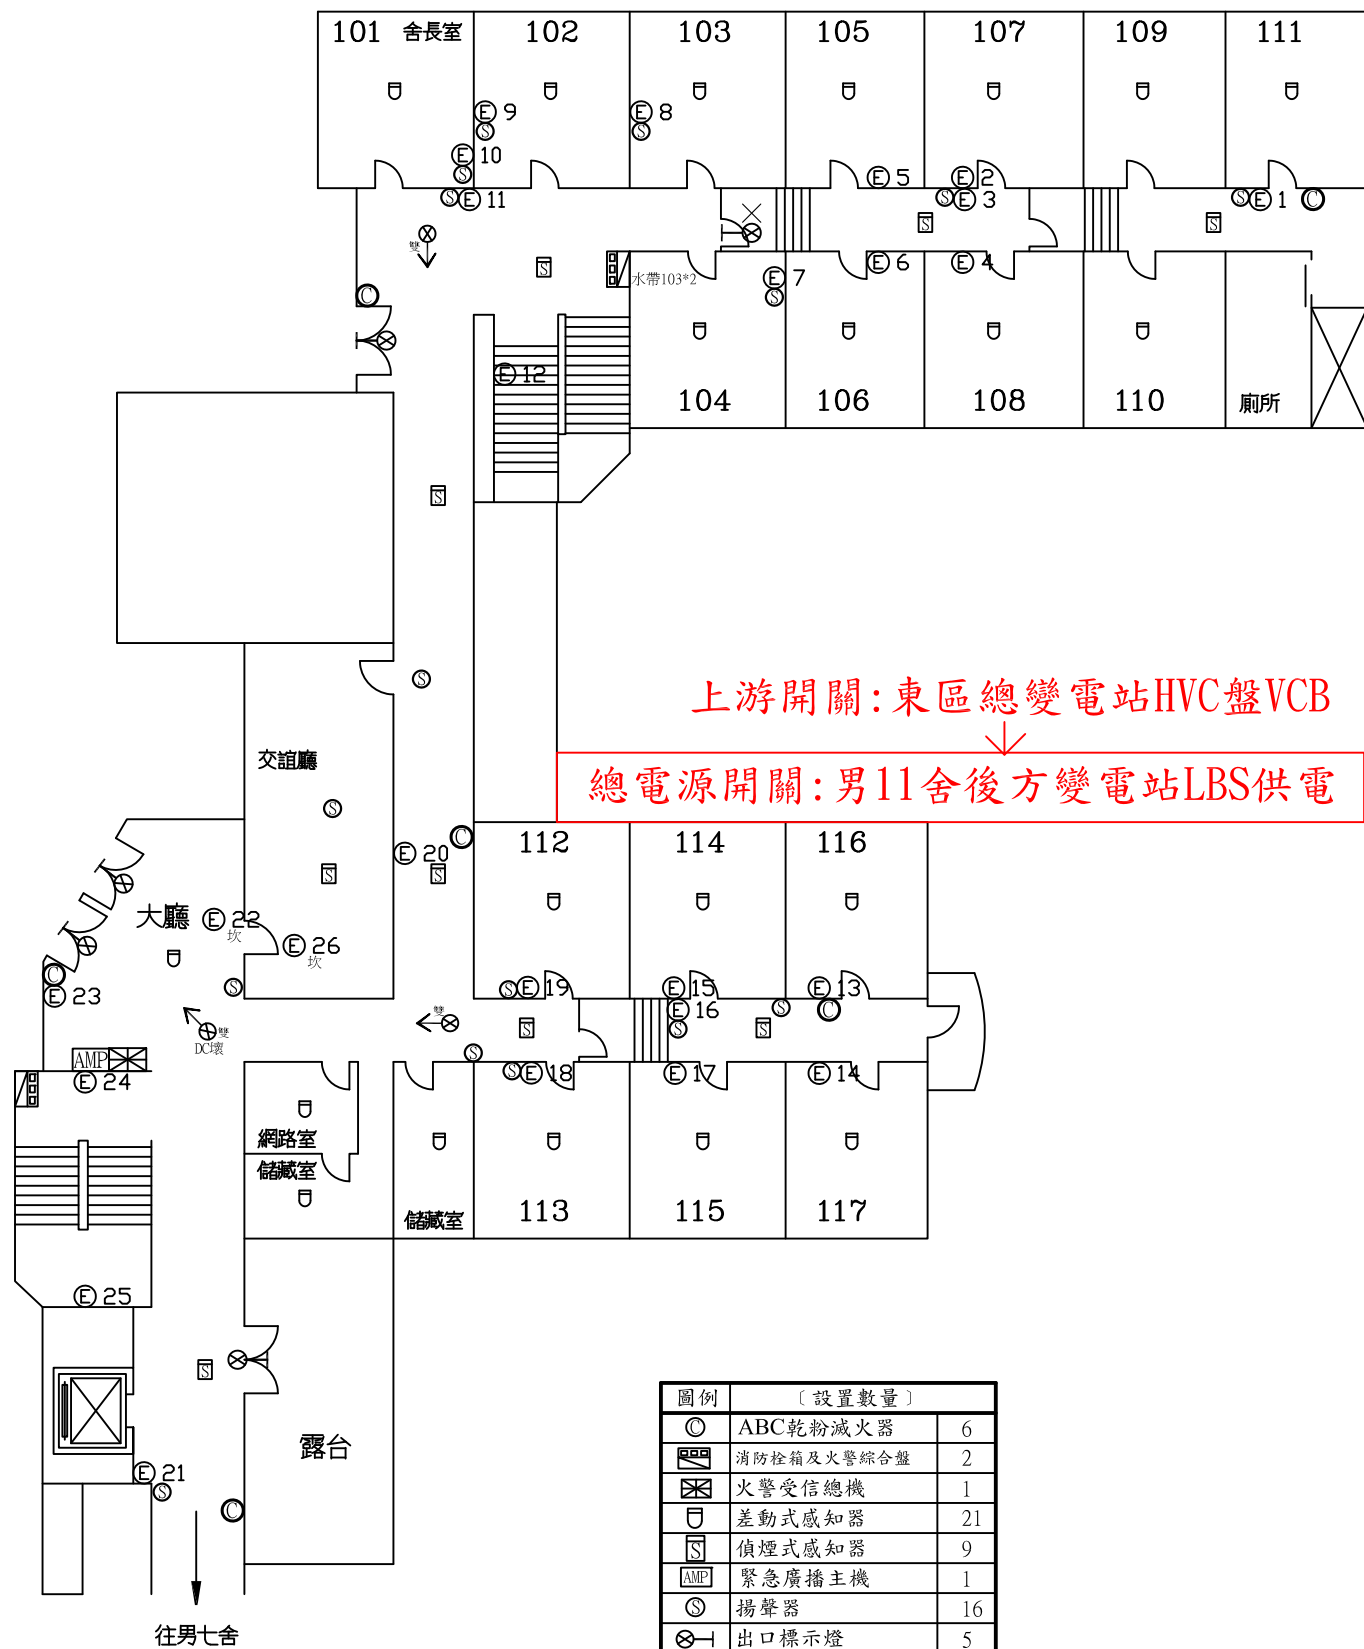 101 舍長室 102 103 105 107 109 111
E 9 E 8
S S
E 10
S
E 5 E 2
S E 11 S E 3 S E 1 C
雙 S S
S 水帶103*2 E 6 E 4
E 7
S
C
E 12
104 106 108 110 廁所
S
S
上游開關:東區總變電站HVC盤VCB
總電源開關:男11舍後方變電站LBS供電
交誼廳
S
C
E 20 112 114 116
S S
大廳 E 22
坎
E 26
坎
C
E 23
S
S E 19 E 15 E 13
E 16 S C
雙 S S S
雙
DC壞
AMP S
E 24 S E 18 E 17 E 14
網路室
儲藏室
儲藏室 113 115 117
E 25
S
露台
E 21
S
C
往男七舍
圖例 〔設置數量〕
C ABC乾粉滅火器 6
消防栓箱及火警綜合盤 2
火警受信總機 1
差動式感知器 21
S 偵煙式感知器 9
AMP 緊急廣播主機 1
S 揚聲器 16
出口標示燈 5